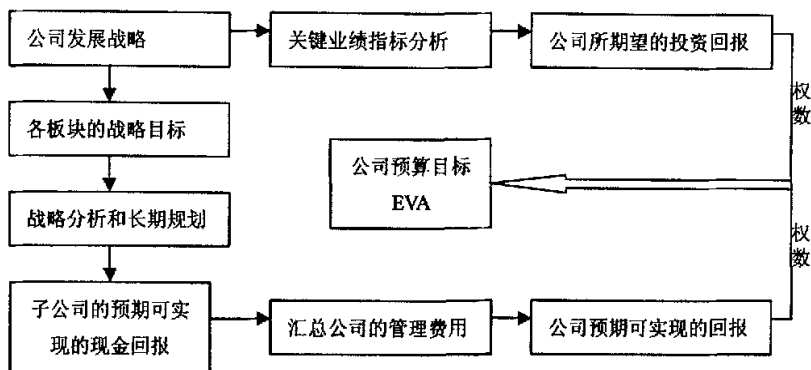 公司发展战略
关键业绩指标分析
公司所期望的投资回报
权数
各板块的战略目标
公司预算目标
EVA
战略分析和长期规划
权数
子公司的预期可实
现的现金回报
汇总公司的管理费用
公司预期可实现的回报